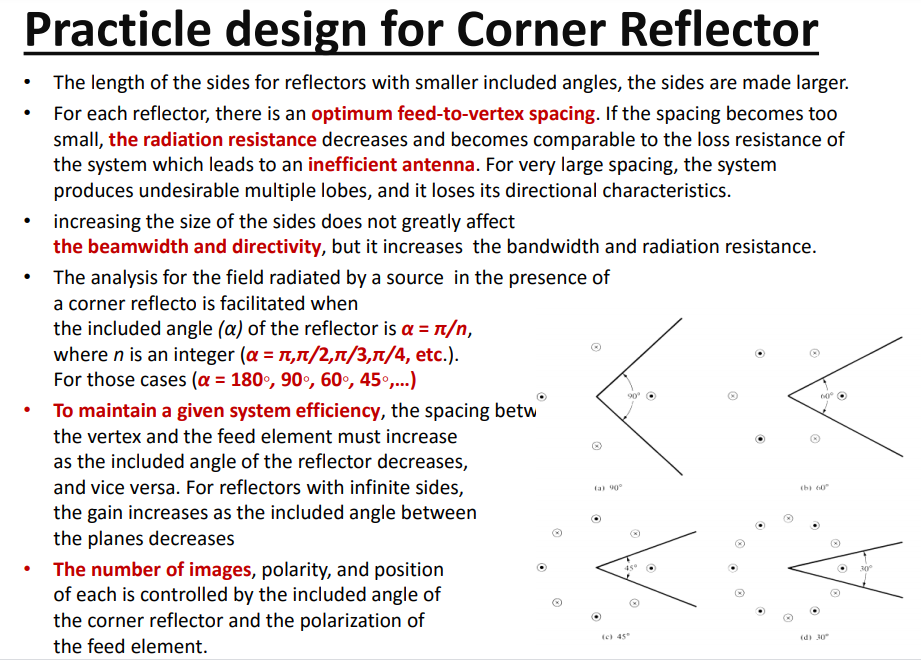 Practicle design for Corner Reflector
• The length of the sides for reflectors with smaller included angles, the sides are made larger.
• For each reflector, there is an optimum feed-to-vertex spacing. If the spacing becomes too
small, the radiation resistance decreases and becomes comparable to the loss resistance of
the system which leads to an inefficient antenna. For very large spacing, the system
produces undesirable multiple lobes, and it loses its directional characteristics.
• increasing the size of the sides does not greatly affect
the beamwidth and directivity, but it increases the bandwidth and radiation resistance.
• The analysis for the field radiated by a source in the presence of
a corner reflecto is facilitated when
the included angle (α) of the reflector is α = π/n,
where n is an integer (α = π,π/2,π/3,π/4, etc.).
For those cases (α = 180◦, 90◦, 60◦, 45◦,...)
• To maintain a given system efficiency, the spacing betw
the vertex and the feed element must increase
as the included angle of the reflector decreases,
and vice versa. For reflectors with infinite sides,
the gain increases as the included angle between
the planes decreases
• The number of images, polarity, and position
of each is controlled by the included angle of
the corner reflector and the polarization of
the feed element.
90°
(a) 90°
60°
(b) 60°
45°
(c) 45°
30°
(d) 30°